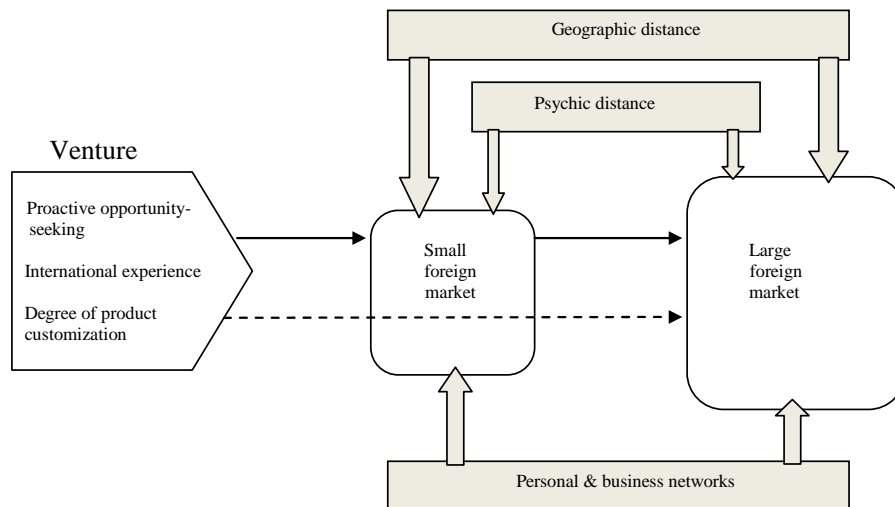 Geographic distance
Psychic distance
Venture
Proactive opportunity-
seeking
International experience
Degree of product
customization
Small
foreign
market
Large
foreign
market
Personal & business networks